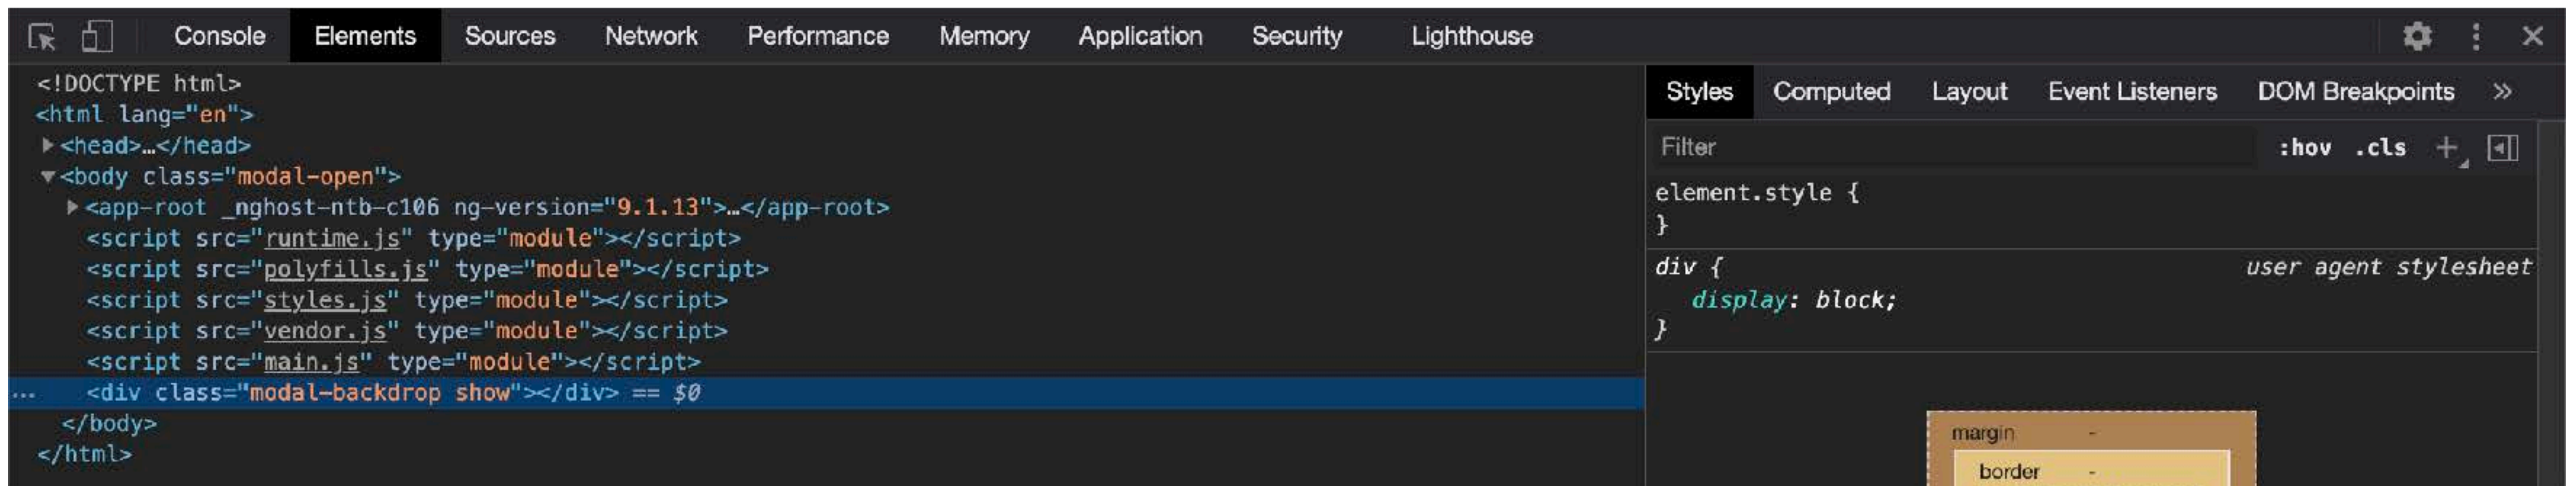 Console Elements Sources Network Performance Memory Application Security Lighthouse
<!DOCTYPE html>
<html lang="en">
<head>…</head>
<body class="modal-open">
<app-root _nghost-ntb-c106 ng-version="9.1.13">…</app-root>
<script src="runtime.js" type="module"></script>
<script src="polyfills.js" type="module"></script>
<script src="styles.js" type="module"></script>
<script src="vendor.js" type="module"></script>
<script src="main.js" type="module"></script>
… <div class="modal-backdrop show"></div> == $0
</body>
</html>
Styles Computed Layout Event Listeners DOM Breakpoints »
Filter :hov .cls +
element.style {
}
div { user agent stylesheet
display: block;
}
margin -
border -